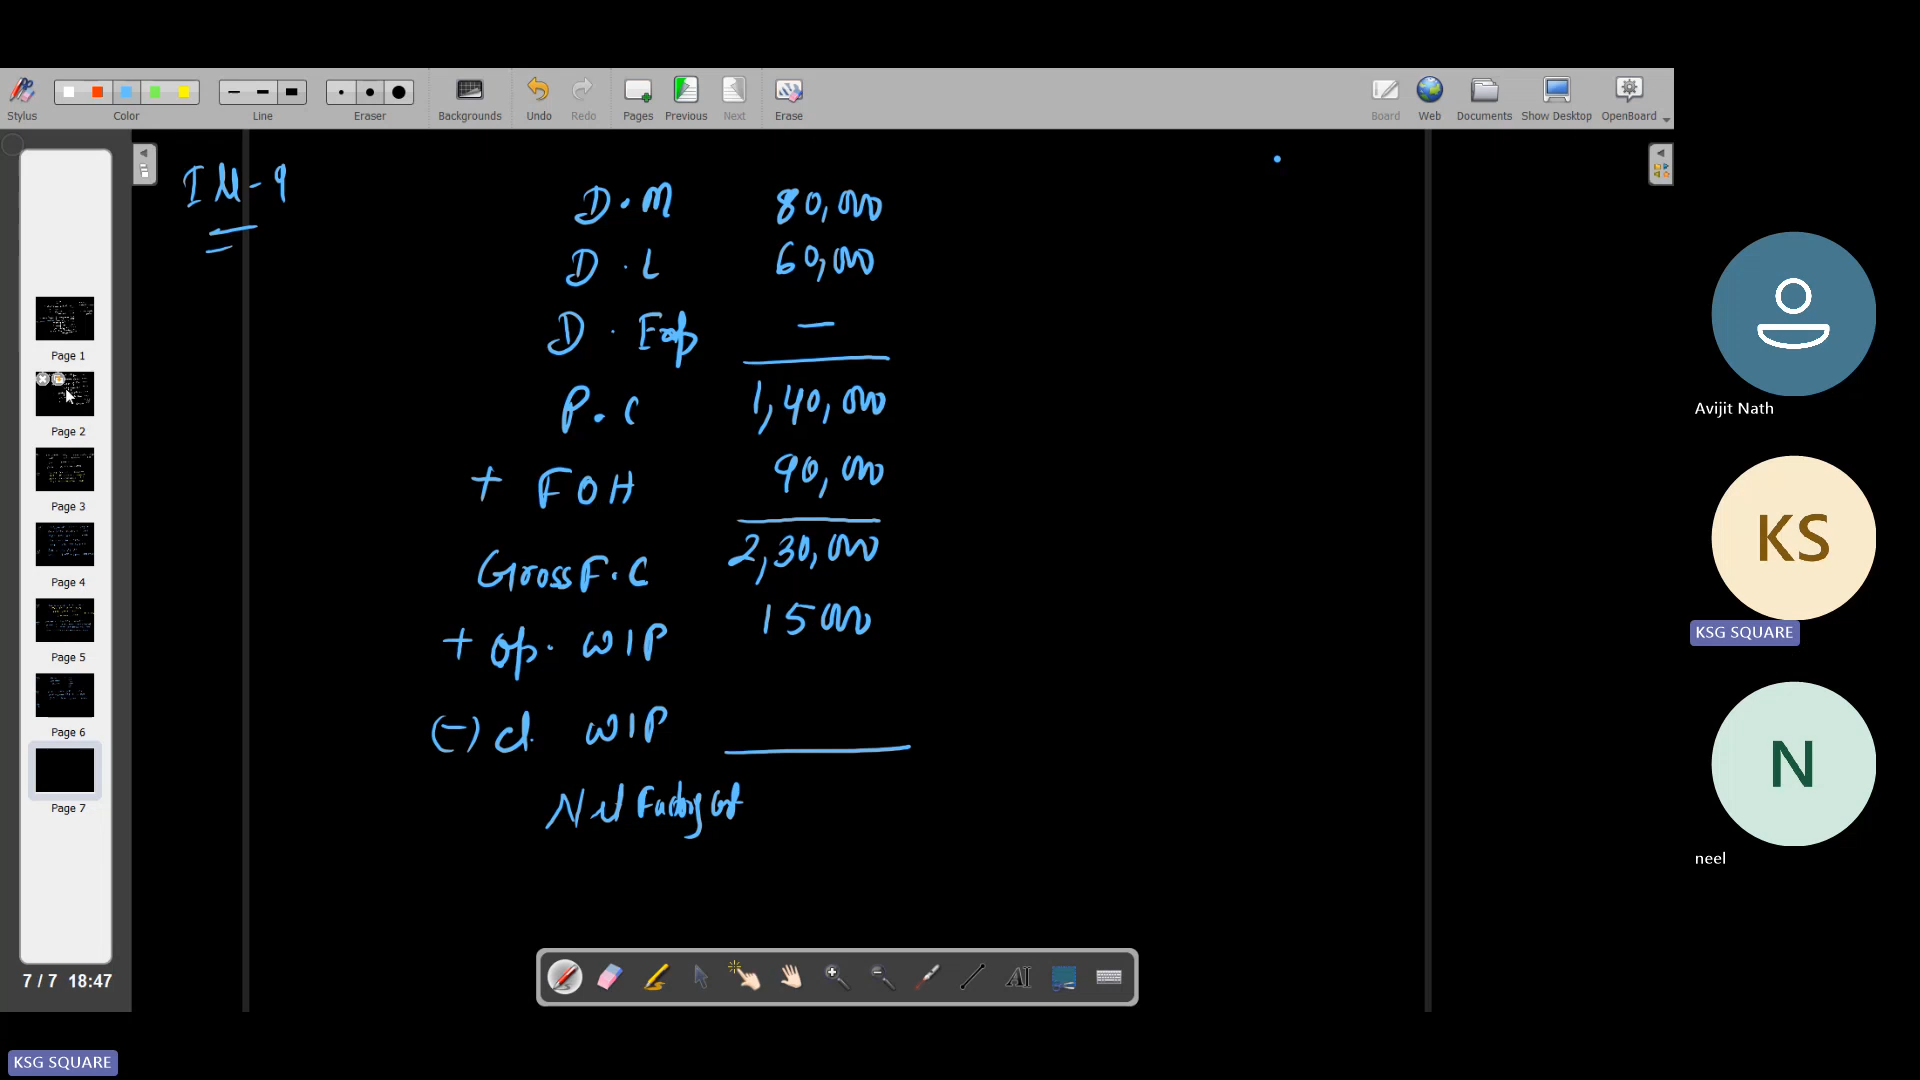 Stylus
Color
Line
Eraser
Backgrounds
Undo
Redo
Pages
Previous
Next
Erase
Board
Web
Documents
Show Desktop
OpenBoard
Page 1
Page 2
Page 3
Page 4
Page 5
Page 6
Page 7
7 / 7 18:47
Ill-9
D.M 80,000
D.L 60,000
D.Exp —
P.C 1,40,000
+ FOH 90,000
Gross F.C 2,30,000
+ op. WIP 15000
(-) cl. WIP
Net Factory Cost
AI
Avijit Nath
KS
KSG SQUARE
N
neel
KSG SQUARE